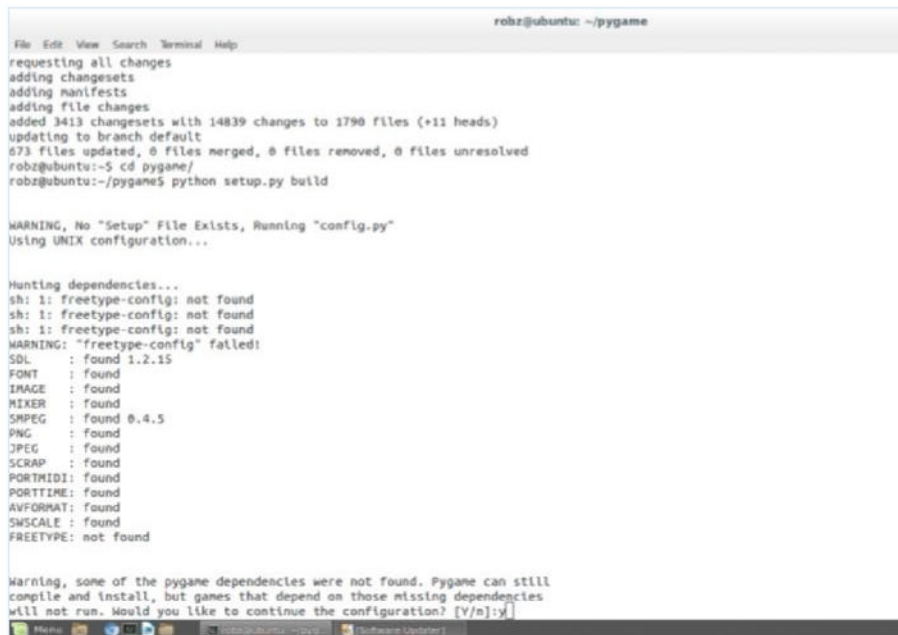 robz@ubuntu: ~/pygame
File Edit View Search Terminal Help
requesting all changes
adding changesets
adding manifests
adding file changes
added 3413 changesets with 14839 changes to 1790 files (+11 heads)
updating to branch default
673 files updated, 0 files merged, 0 files removed, 0 files unresolved
robz@ubuntu:~$ cd pygame/
robz@ubuntu:~/pygame$ python setup.py build
WARNING, No "Setup" File Exists, Running "config.py"
Using UNIX configuration...
Hunting dependencies...
sh: 1: freetype-config: not found
sh: 1: freetype-config: not found
sh: 1: freetype-config: not found
WARNING: "freetype-config" failed!
SDL     : found 1.2.15
FONT    : found
IMAGE   : found
MIXER   : found
SMPEG   : found 0.4.5
PNG     : found
JPEG    : found
SCRAP   : found
PORTMIDI: found
PORTTIME: found
AVFORMAT: found
SWSCALE : found
FREETYPE: not found
Warning, some of the pygame dependencies were not found. Pygame can still
compile and install, but games that depend on those missing dependencies
will not run. Would you like to continue the configuration? [Y/n]:y
Menu robz@ubuntu: ~/pyg... [Software Updater]